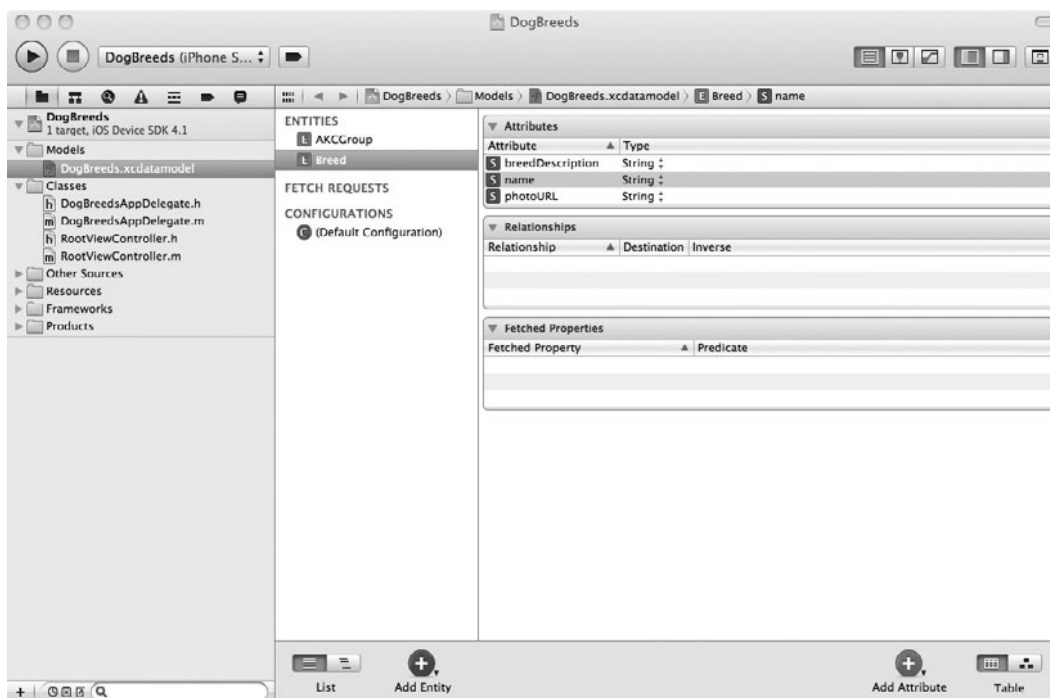 DogBreeds
DogBreeds (iPhone S...
DogBreeds
1 target, iOS Device SDK 4.1
Models
DogBreeds.xcdatamodel
Classes
h DogBreedsAppDelegate.h
m DogBreedsAppDelegate.m
h RootViewController.h
m RootViewController.m
Other Sources
Resources
Frameworks
Products
DogBreeds Models DogBreeds.xcdatamodel E Breed S name
ENTITIES
E AKCGroup
E Breed
FETCH REQUESTS
CONFIGURATIONS
C (Default Configuration)
Attributes
Attribute Type
S breedDescription String
S name String
S photoURL String
Relationships
Relationship Destination Inverse
Fetched Properties
Fetched Property Predicate
List Add Entity Add Attribute Table